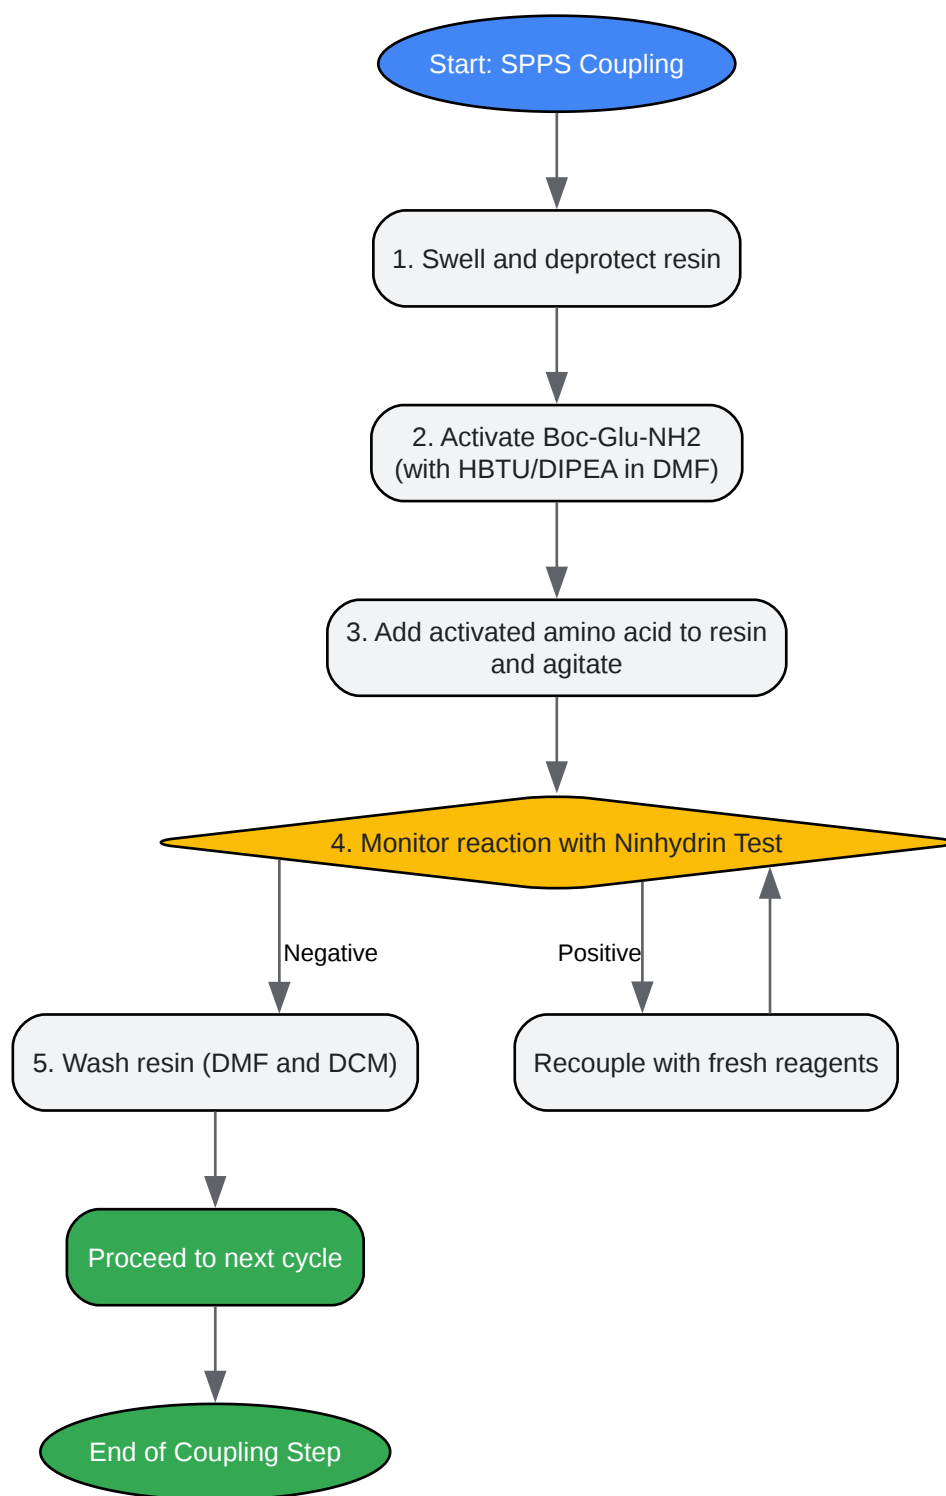 Start: SPPS Coupling
1. Swell and deprotect resin
2. Activate Boc-Glu-NH2
(with HBTU/DIPEA in DMF)
3. Add activated amino acid to resin
and agitate
4. Monitor reaction with Ninhydrin Test
Negative
Positive
5. Wash resin (DMF and DCM)
Recouple with fresh reagents
Proceed to next cycle
End of Coupling Step